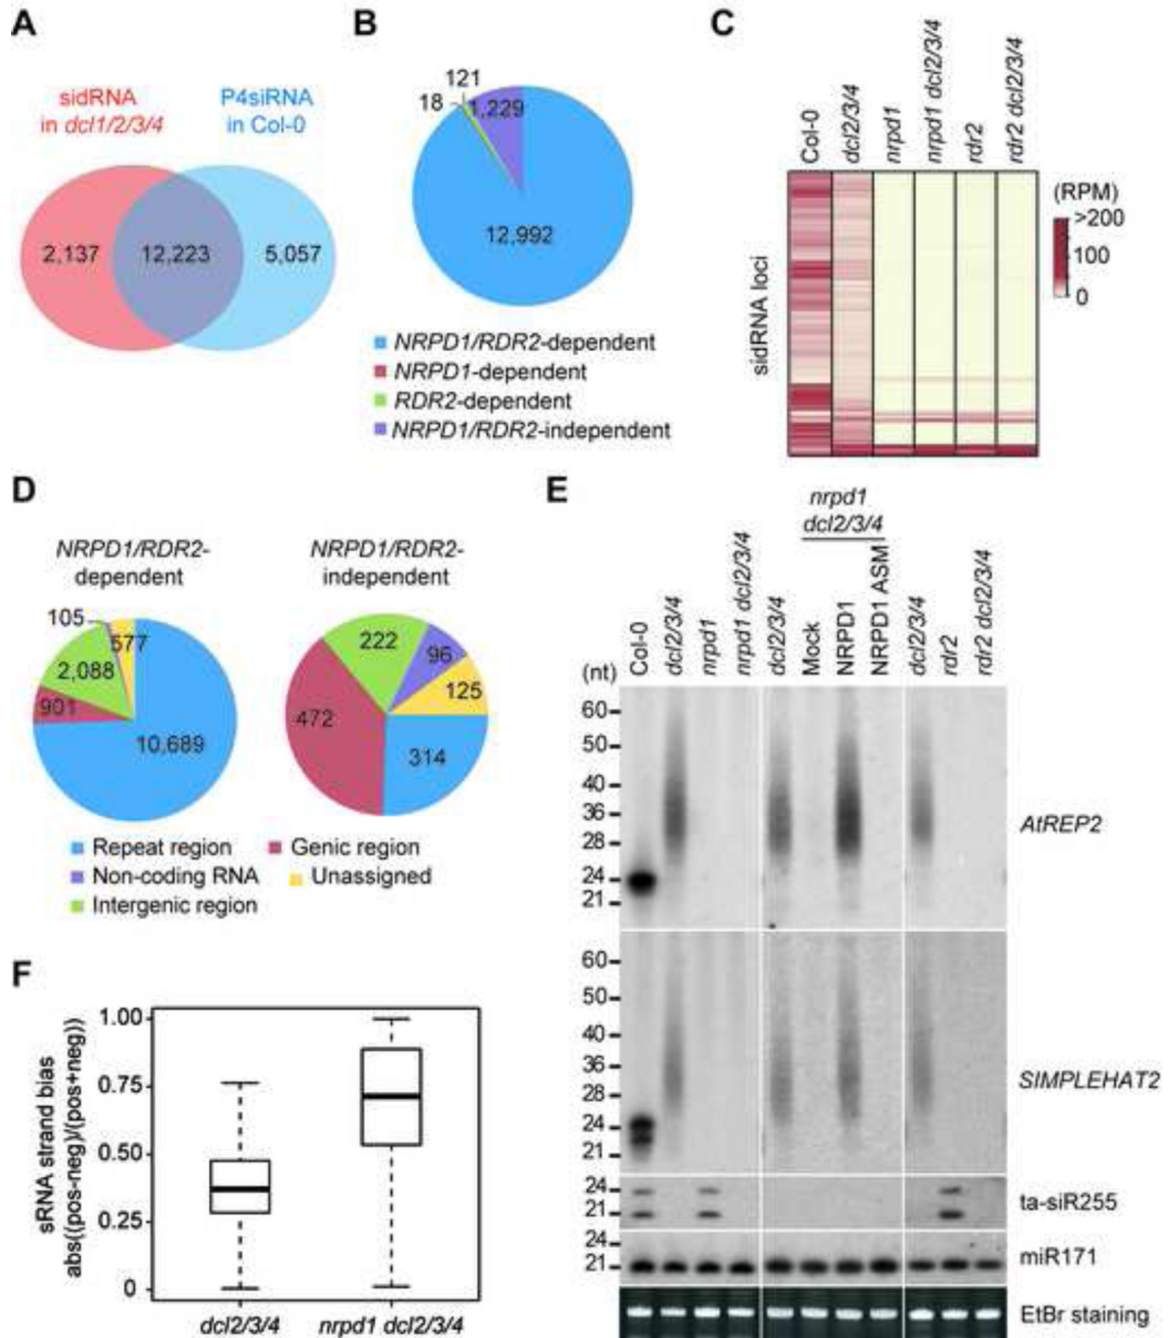 A
sidRNA
in dcl1/2/3/4
P4siRNA
in Col-0
2,137
12,223
5,057
B
121
18
1,229
12,992
NRPD1/RDR2-dependent
NRPD1-dependent
RDR2-dependent
NRPD1/RDR2-independent
C
Col-0
dcl2/3/4
nrpd1
nrpd1 dcl2/3/4
rdr2
rdr2 dcl2/3/4
sidRNA loci
(RPM)
>200
100
0
D
NRPD1/RDR2-
dependent
105
577
2,088
901
10,689
NRPD1/RDR2-
independent
222
96
125
472
314
Repeat region
Genic region
Non-coding RNA
Unassigned
Intergenic region
E
nrpd1
dcl2/3/4
(nt)
Col-0
dcl2/3/4
nrpd1
nrpd1 dcl2/3/4
dcl2/3/4
Mock
NRPD1
NRPD1 ASM
dcl2/3/4
rdr2
rdr2 dcl2/3/4
60
50
40
36
28
24
21
AtREP2
60
50
40
36
28
24
21
SIMPLEHAT2
24
21
ta-siR255
24
21
miR171
EtBr staining
F
sRNA strand bias
abs((pos-neg)/(pos+neg))
1.00
0.75
0.50
0.25
0
dcl2/3/4
nrpd1 dcl2/3/4